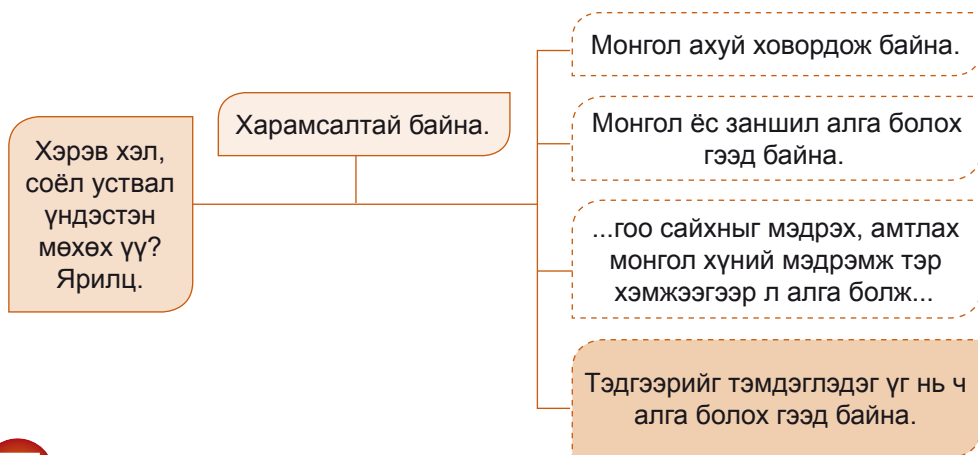 Хэрэв хэл,
соёл уствал
үндэстэн
мөхөх үү?
Ярилц.
Харамсалтай байна.
Монгол ахуй ховордож байна.
Монгол ёс заншил алга болох
гээд байна.
...гоо сайхныг мэдрэх, амтлах
монгол хүний мэдрэмж тэр
хэмжээгээр л алга болж...
Тэдгээрийг тэмдэглэдэг үг нь ч
алга болох гээд байна.